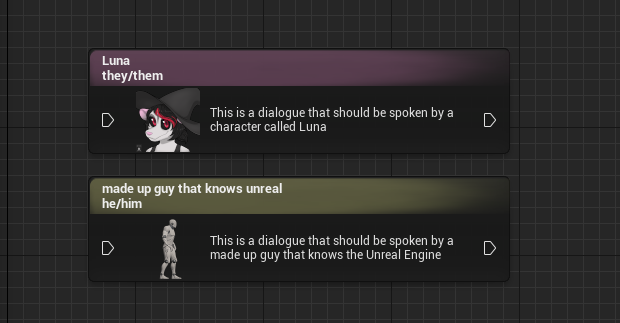 Luna
they/them
This is a dialogue that should be spoken by a
character called Luna
made up guy that knows unreal
he/him
This is a dialogue that should be spoken by a
made up guy that knows the Unreal Engine